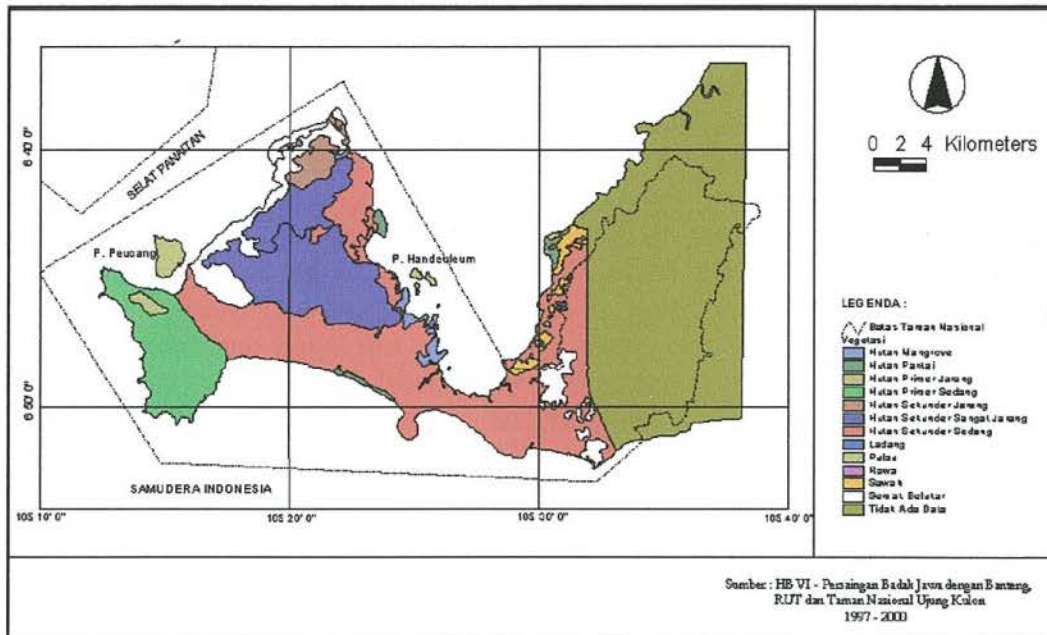 SELAT PANAITAN
P. Peucang
P. Handeuleum
SAMUDERA INDONESIA
6 40' 0"
6 50' 0"
105 10' 0"
105 20' 0"
105 30' 0"
105 40' 0"
0 2 4 Kilometers
LEGENDA :
Batas Taman Nasional
Vegetasi
Hutan Mangrove
Hutan Pantai
Hutan Primer Jarang
Hutan Primer Sedang
Hutan Sekunder Jarang
Hutan Sekunder Sangat Jarang
Hutan Sekunder Sedang
Ladang
Rawa
Sawah
Semak Belukar
Tidak Ada Data
Sumber : HB VI - Persaingan Badak Jawa dengan Banteng,
RUT dan Taman Nasional Ujung Kulon
1997 - 2000